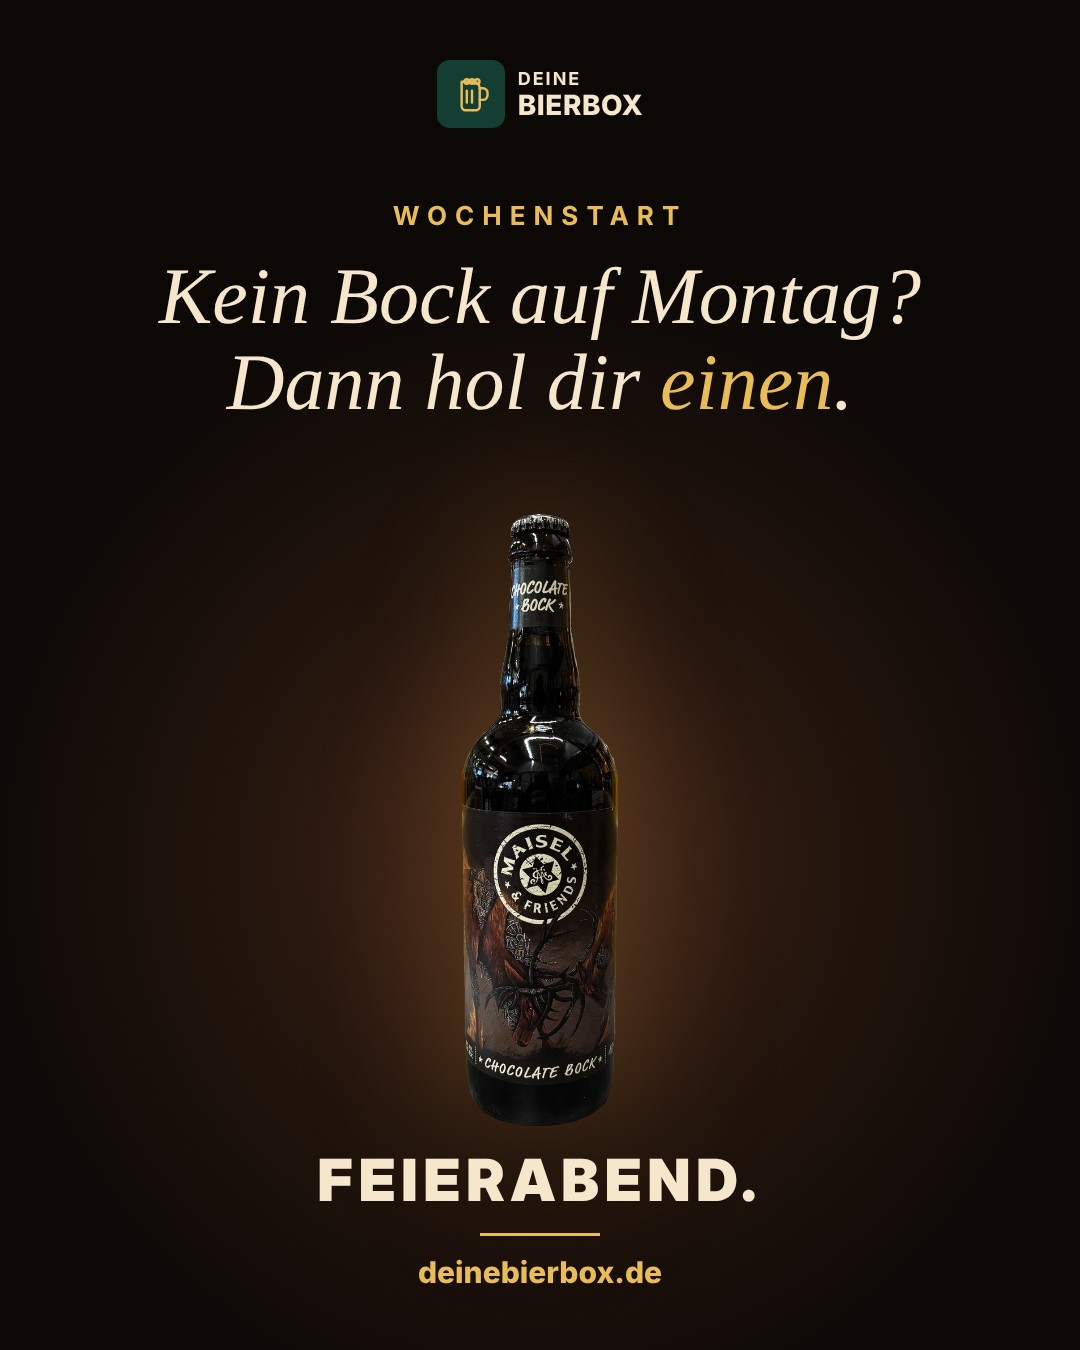 DEINE
BIERBOX
WOCHENSTART
Kein Bock auf Montag?
Dann hol dir einen.
CHOCOLATE
★ BOCK ★
MAISEL
★ & FRIENDS ★
★ CHOCOLATE BOCK ★
FEIERABEND.
deinebierbox.de